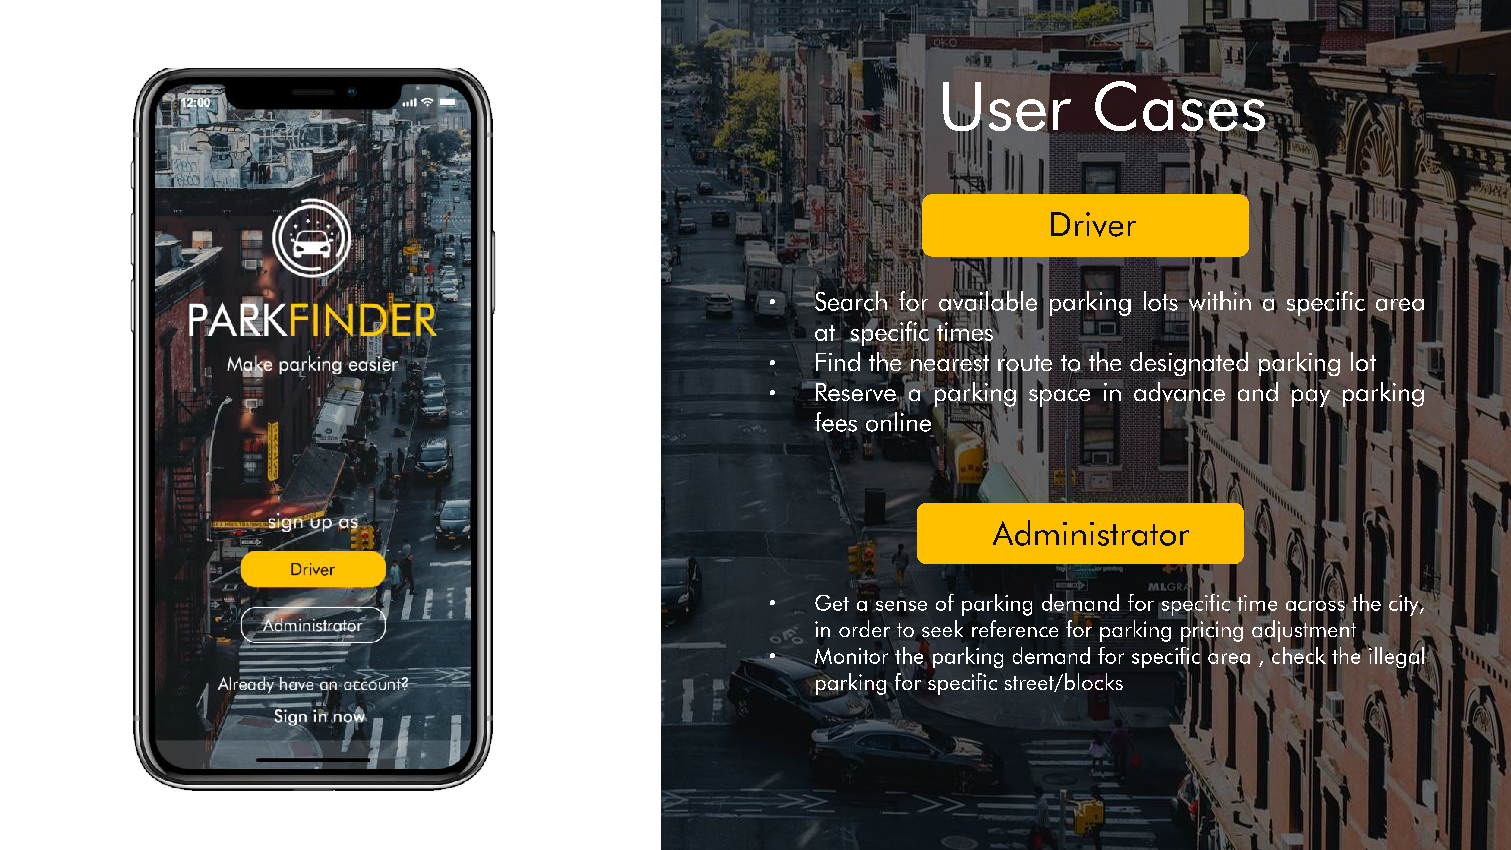 12:00
PARKFINDER
Make parking easier
sign up as
Driver
Administrator
Already have an account?
Sign in now
User Cases
Driver
• Search for available parking lots within a specific area
at specific times
• Find the nearest route to the designated parking lot
• Reserve a parking space in advance and pay parking
fees online
Administrator
• Get a sense of parking demand for specific time across the city,
in order to seek reference for parking pricing adjustment
• Monitor the parking demand for specific area , check the illegal
parking for specific street/blocks